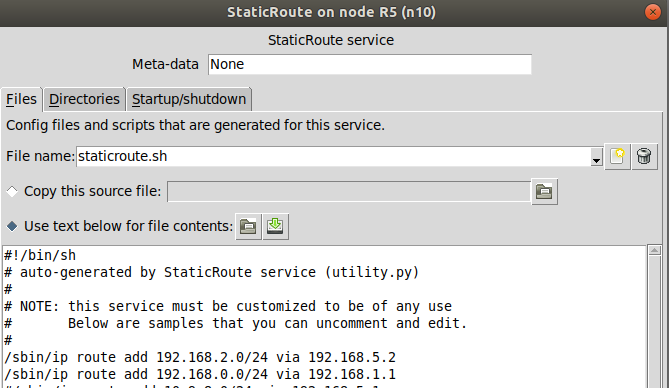 StaticRoute on node R5 (n10)
StaticRoute service
Meta-data None
Files Directories Startup/shutdown
Config files and scripts that are generated for this service.
File name: staticroute.sh
Copy this source file:
Use text below for file contents:
#!/bin/sh
# auto-generated by StaticRoute service (utility.py)
#
# NOTE: this service must be customized to be of any use
#       Below are samples that you can uncomment and edit.
#
/sbin/ip route add 192.168.2.0/24 via 192.168.5.2
/sbin/ip route add 192.168.0.0/24 via 192.168.1.1